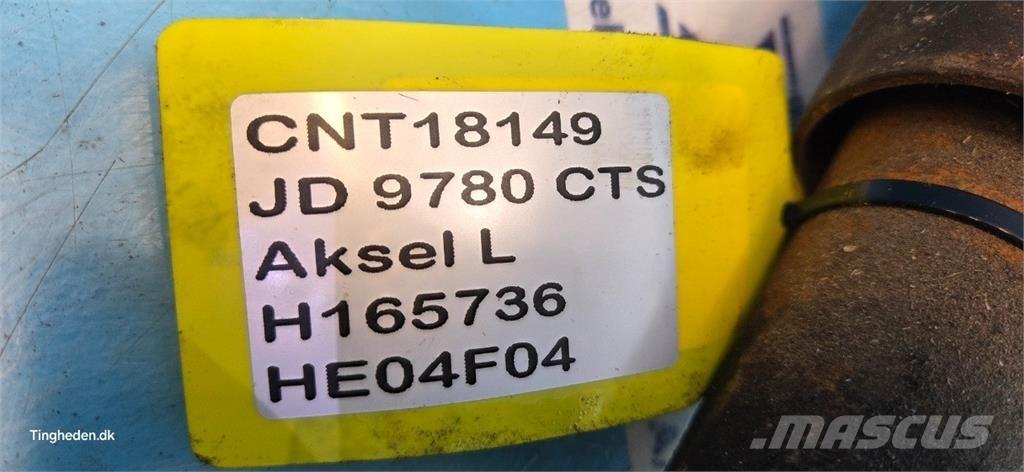 CNT18149
JD 9780 CTS
Aksel L
H165736
HE04F04
Tingheden.dk
MASCUS